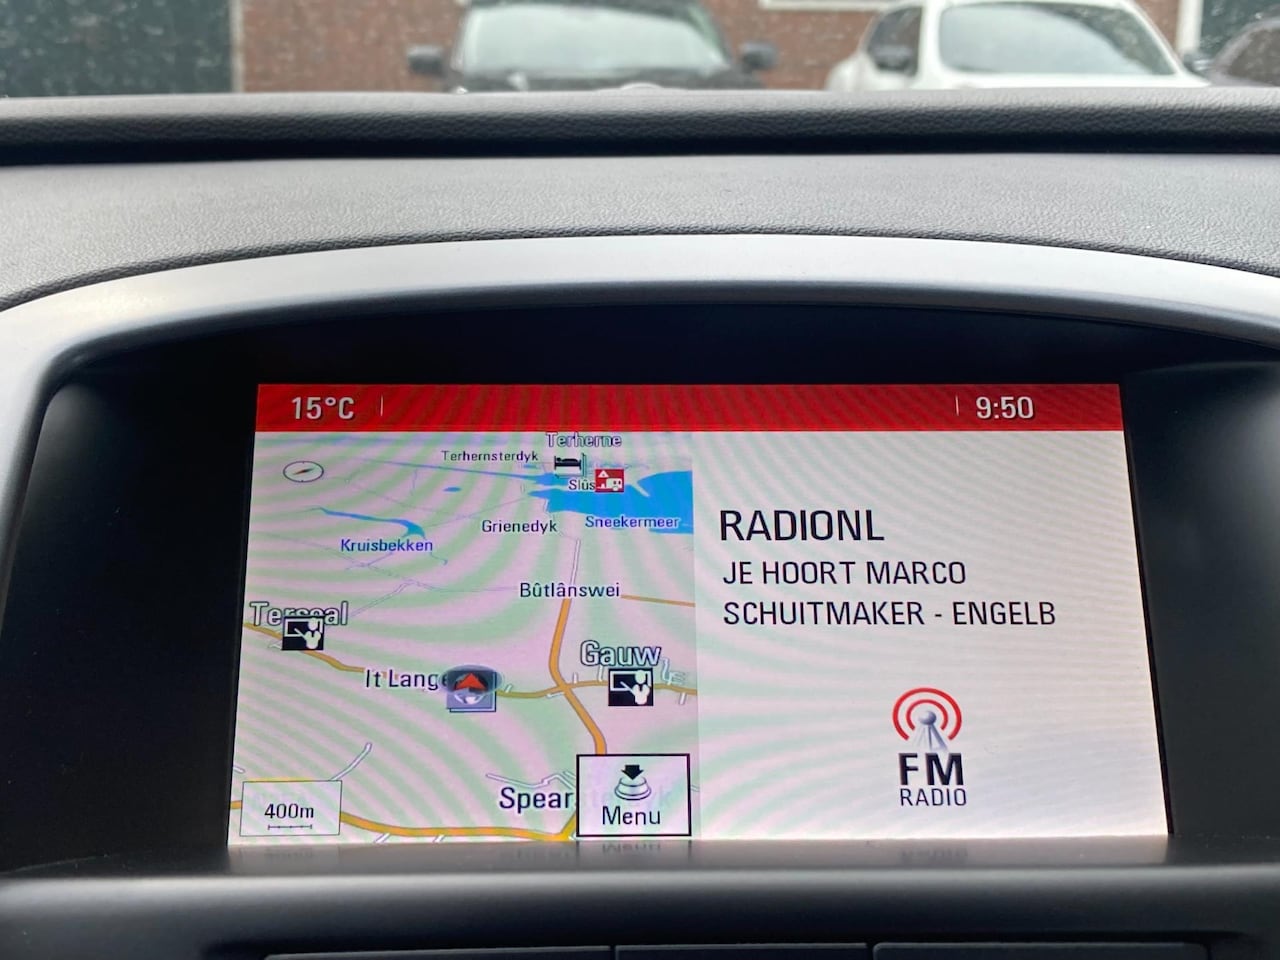 15°C
9:50
Terherne
Terhernsterdyk
Slûs
Grienedyk
Sneekermeer
Kruisbekken
Bûtlânswei
Gauw
It Lang
Spear
400m
Menu
RADIONL
JE HOORT MARCO
SCHUITMAKER - ENGELB
FM
RADIO